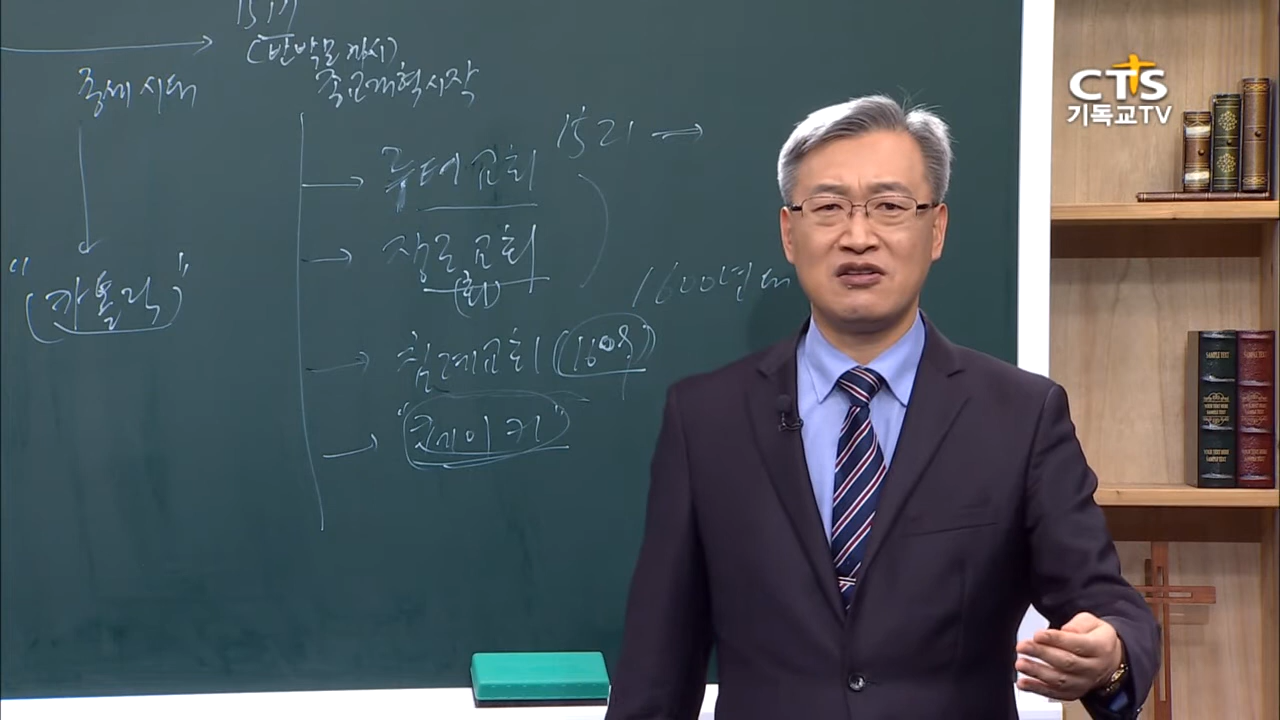 1517
(반박문 게시)
종교개혁시작
중세시대
"(카톨릭)"
루터교회 1521
장로교회
(회)
1600년대
침례교회 (1609)
"퀘이커"
CTS
기독교TV